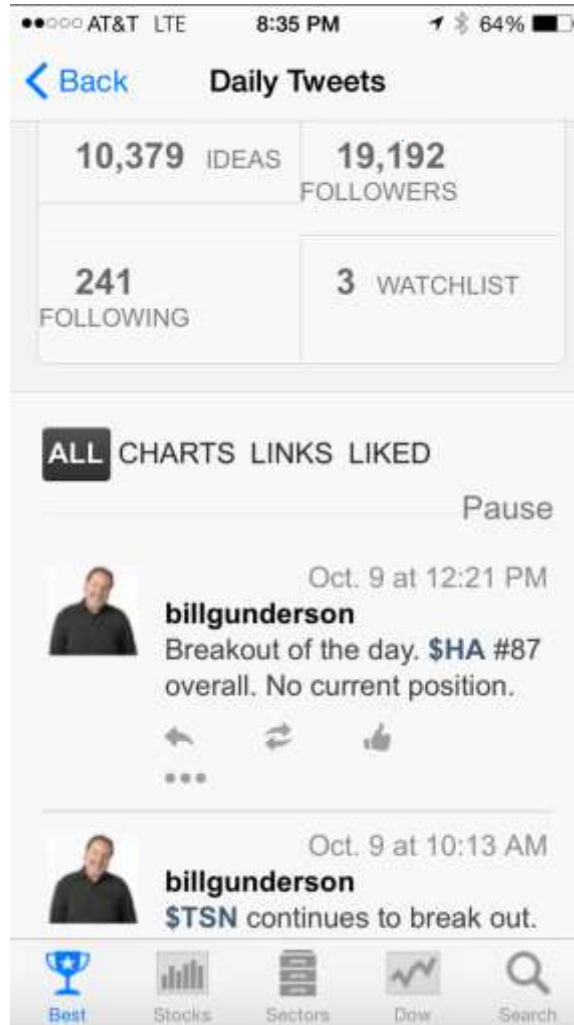 AT&T LTE 8:35 PM 64%
Back Daily Tweets
10,379 IDEAS 19,192
FOLLOWERS
241 3 WATCHLIST
FOLLOWING
ALL CHARTS LINKS LIKED
Pause
Oct. 9 at 12:21 PM
billgunderson
Breakout of the day. $HA #87
overall. No current position.
Oct. 9 at 10:13 AM
billgunderson
$TSN continues to break out.
Best Stocks Sectors Dow Search